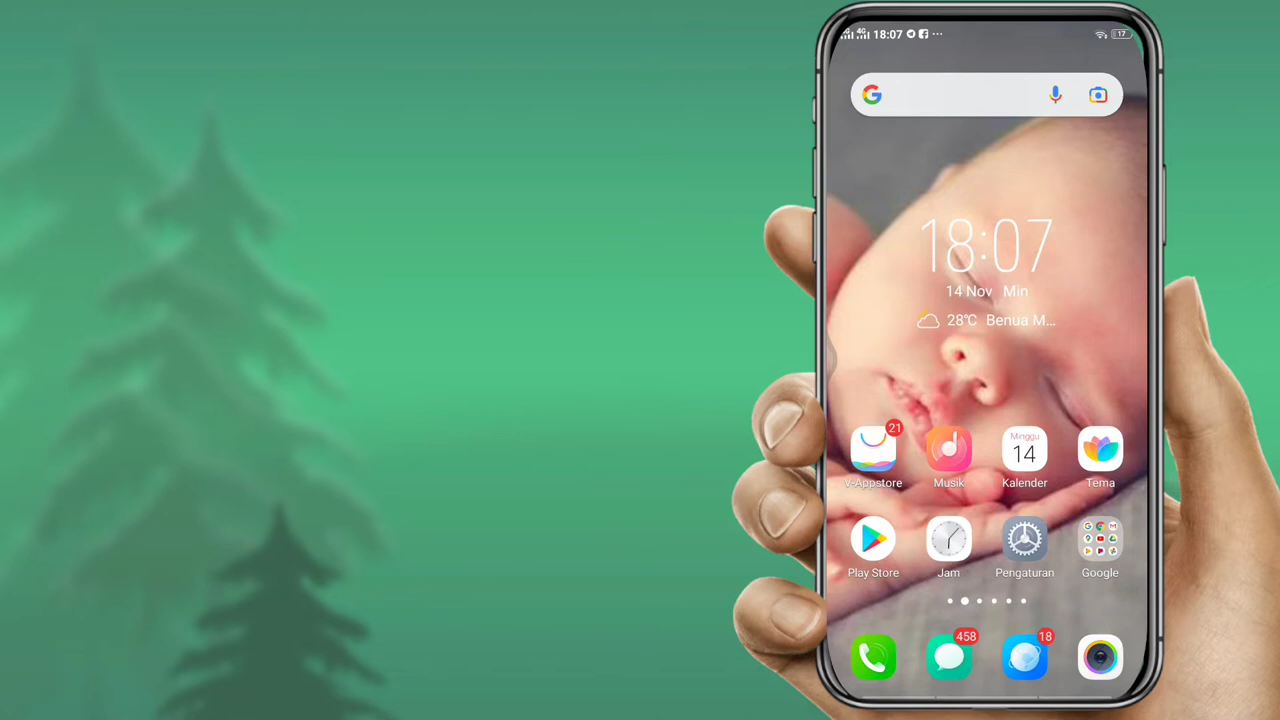 18:07 ··· 17
18:07
14 Nov Min
28℃ Benua M...
21
Minggu
14
V-Appstore Musik Kalender Tema
Play Store Jam Pengaturan Google
458 18